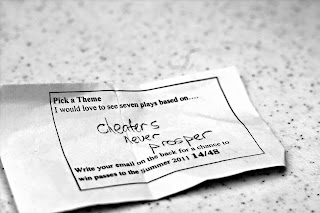 Pick a Theme
I would love to see seven plays based on.....
cheaters
never
prosper
Write your email on the back for a chance to
win passes to the Summer 2011 14/48